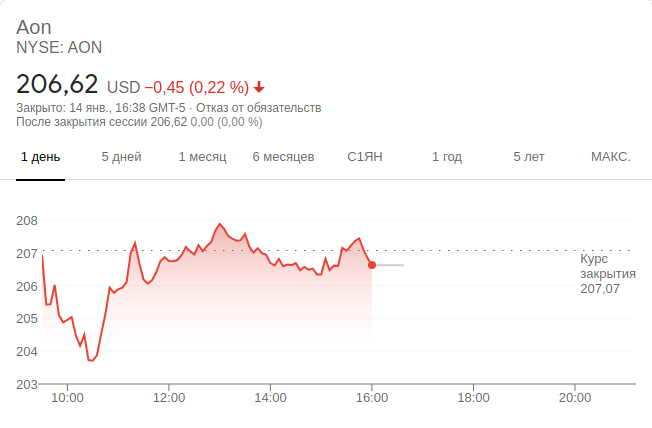 Aon
NYSE: AON
206,62 USD −0,45 (0,22 %)
Закрыто: 14 янв., 16:38 GMT-5 · Отказ от обязательств
После закрытия сессии 206,62 0,00 (0,00 %)
1 день 5 дней 1 месяц 6 месяцев С1ЯН 1 год 5 лет МАКС.
208
207
206
205
204
203
Курс
закрытия
207,07
10:00 12:00 14:00 16:00 18:00 20:00